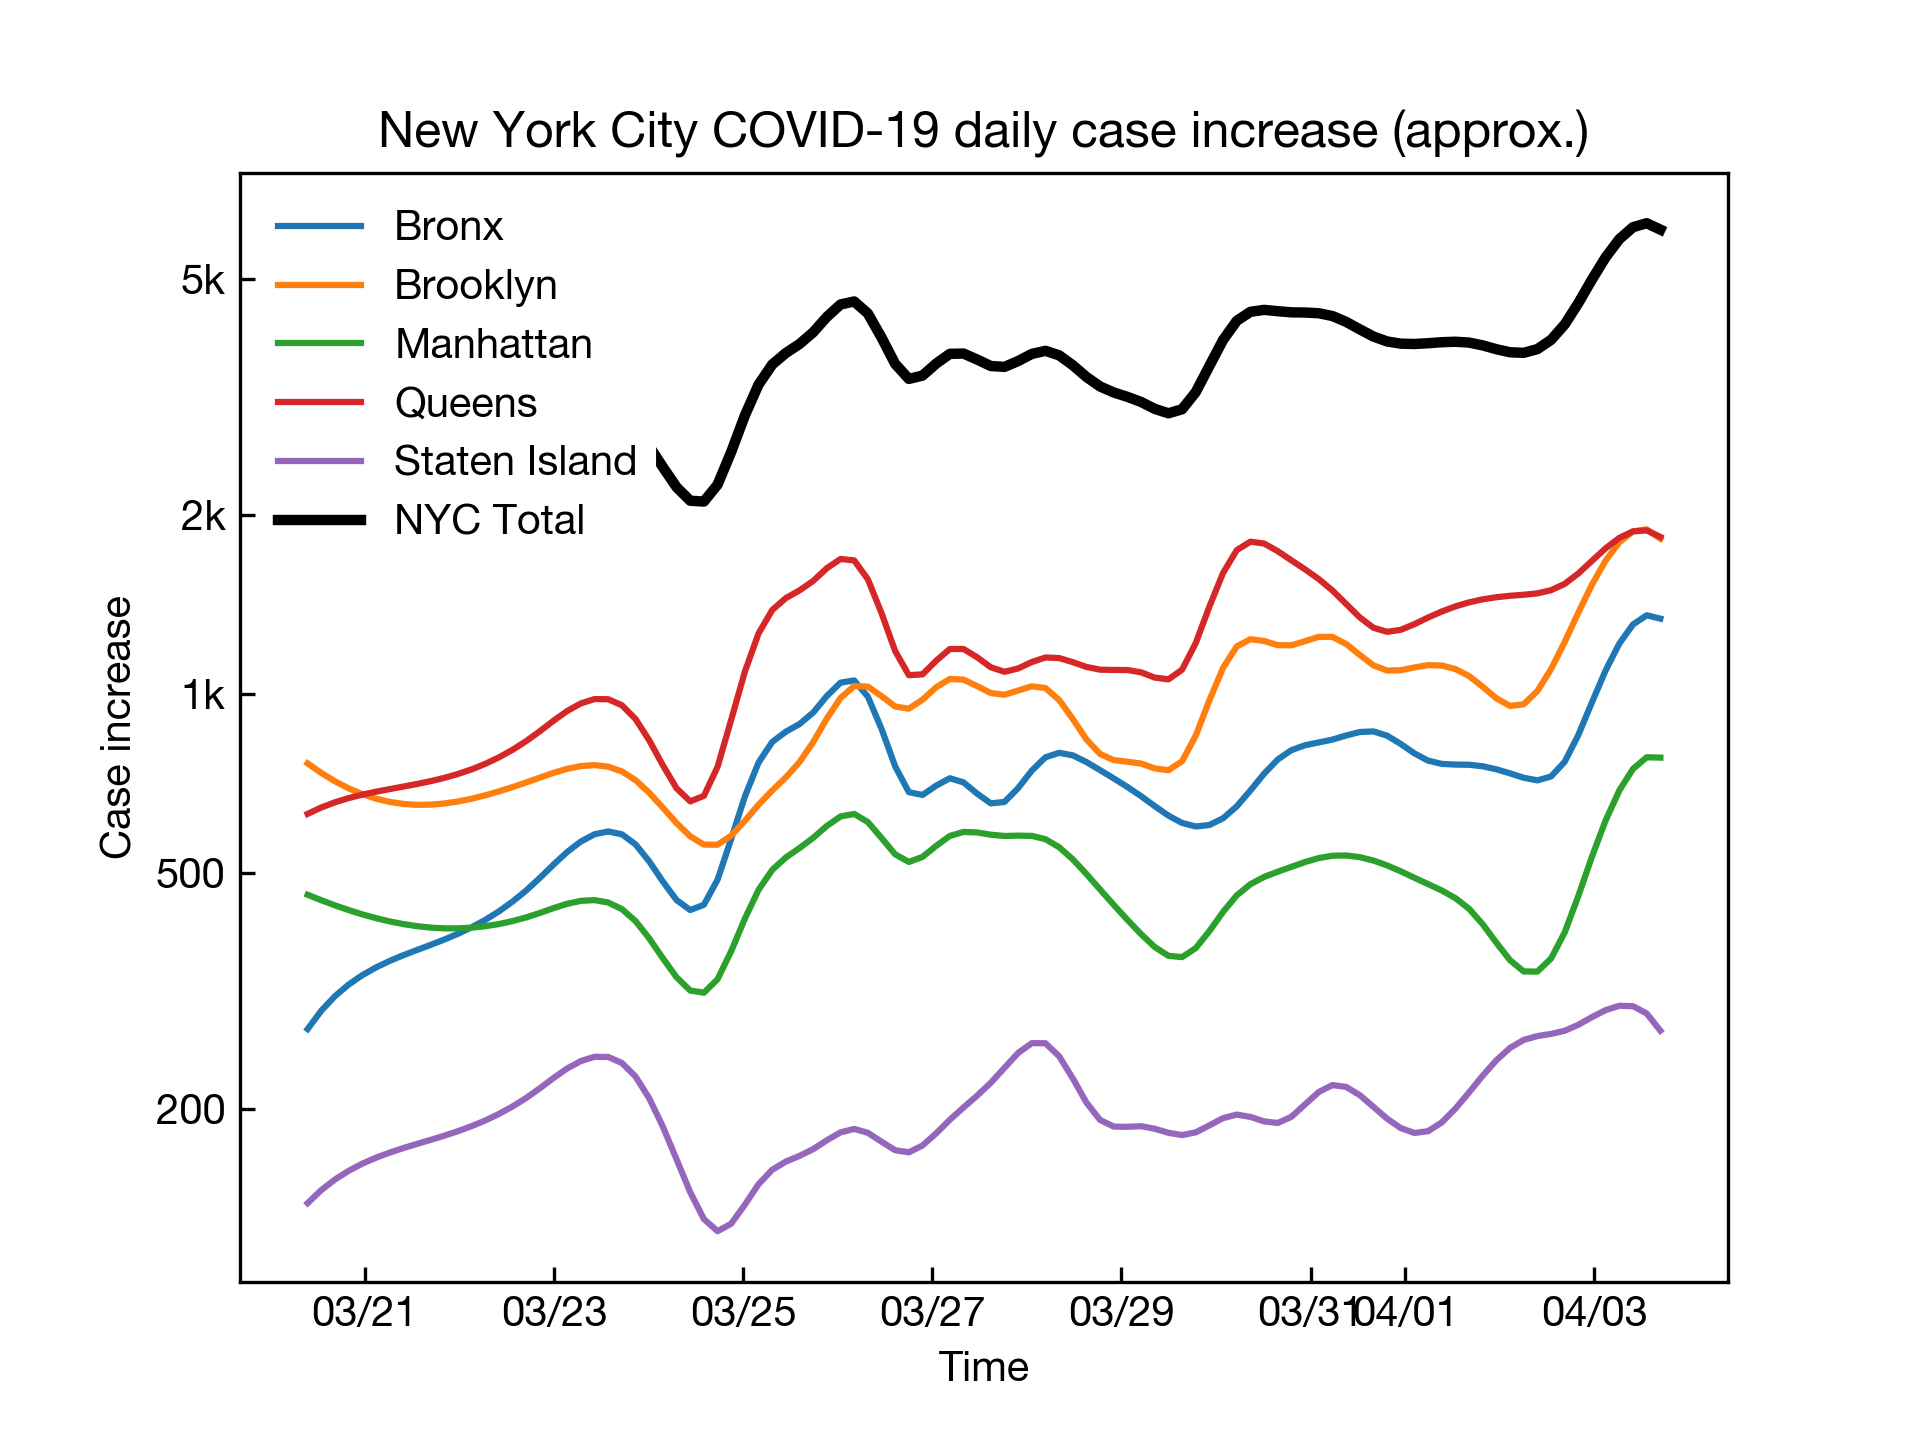 New York City COVID-19 daily case increase (approx.)
Bronx
Brooklyn
Manhattan
Queens
Staten Island
NYC Total
5k
2k
1k
500
200
Case increase
03/21 03/23 03/25 03/27 03/29 03/31 04/01 04/03
Time